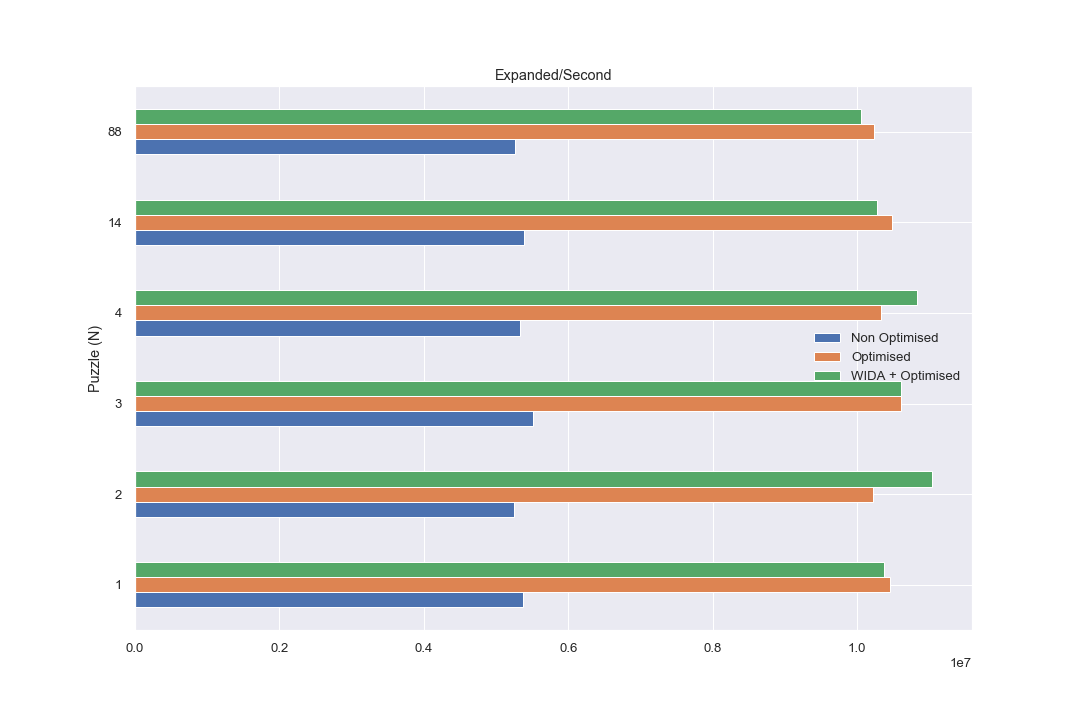 Expanded/Second
88
14
4
3
2
1
Puzzle (N)
Non Optimised
Optimised
WIDA + Optimised
0.0 0.2 0.4 0.6 0.8 1.0
1e7